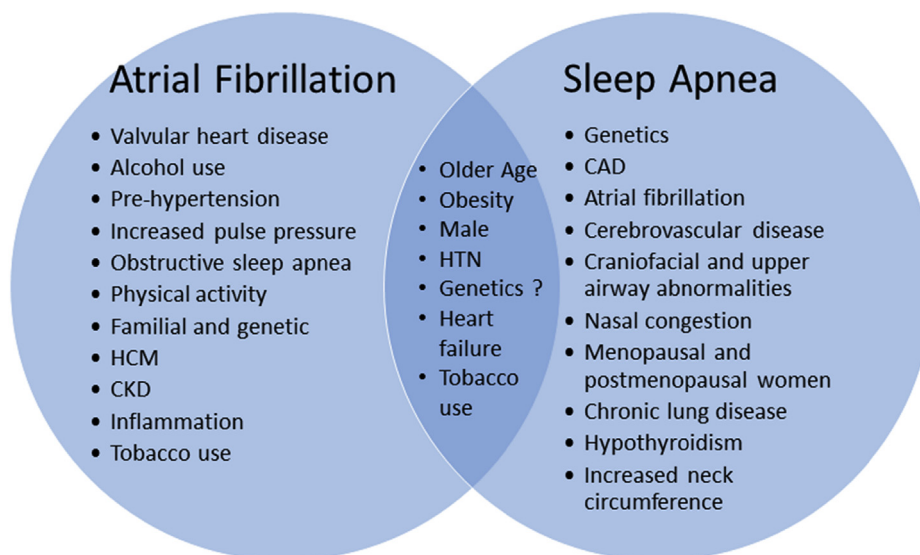 Atrial Fibrillation
• Valvular heart disease
• Alcohol use
• Pre-hypertension
• Increased pulse pressure
• Obstructive sleep apnea
• Physical activity
• Familial and genetic
• HCM
• CKD
• Inflammation
• Tobacco use
• Older Age
• Obesity
• Male
• HTN
• Genetics ?
• Heart
failure
• Tobacco
use
Sleep Apnea
• Genetics
• CAD
• Atrial fibrillation
• Cerebrovascular disease
• Craniofacial and upper
airway abnormalities
• Nasal congestion
• Menopausal and
postmenopausal women
• Chronic lung disease
• Hypothyroidism
• Increased neck
circumference